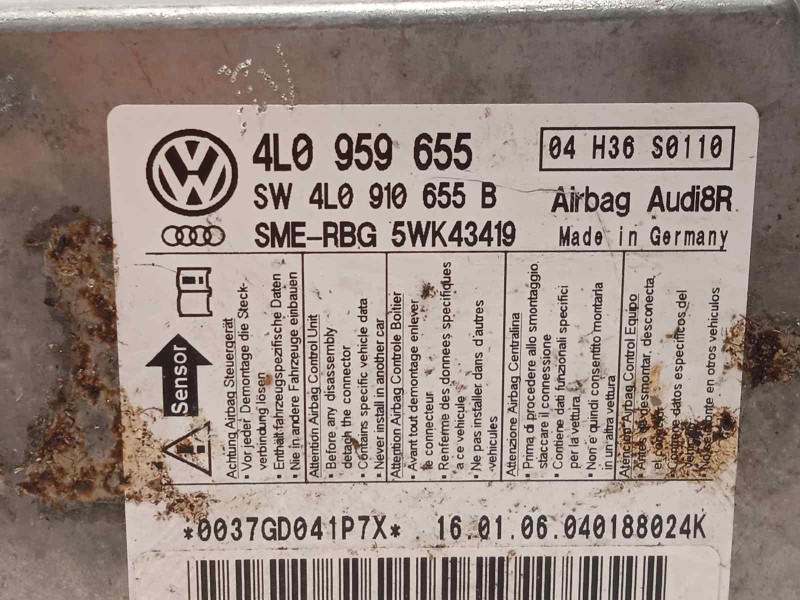 4L0 959 655
04 H36 S0110
SW 4L0 910 655 B
Airbag Audi8R
SME-RBG 5WK43419
Made in Germany
Sensor
Achtung Airbag Steuergerät
- Vor jeder Demontage die Steck-
verbindung lösen
- Enthält fahrzeugspezifische Daten
- Nie in andere Fahrzeuge einbauen
Attention Airbag Control Unit
- Before any disassembly
detach the connector
- Contains specific vehicle data
- Never install in another car
Attention Airbag Controle Boîtier
- Avant tout demontage enlever
le connecteur.
- Renferme des donnees spécifiques
a ce vehicule
- Ne pas installer dans d'autres
vehicules
Attenzione Airbag Centralina
- Prima di procedere allo smontaggio,
staccare il connessione
- Contiene dati funzionali specifici
per la vettura
- Non e' quindi consentito montarla
in un altra vettura
Atencion Airbag Control Equipo
- Antes de desmontar, desconecta,
el
datos especificos del
en otros vehiculos
*0037GD041P7X*
16.01.06.040188024K